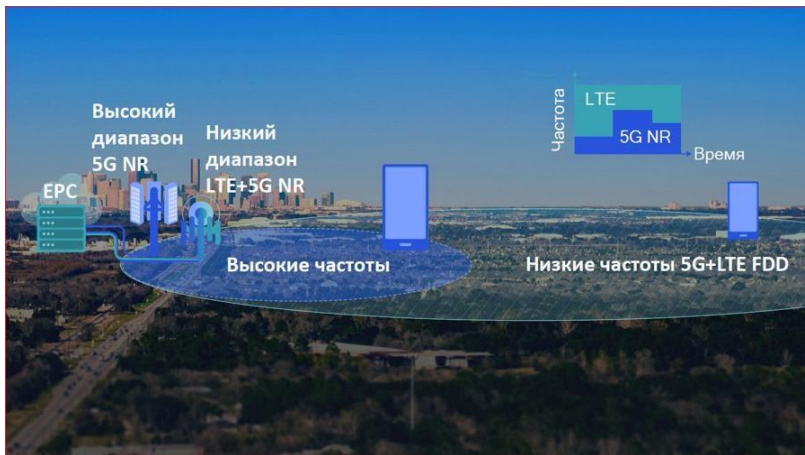 Высокий
диапазон
5G NR
Низкий
диапазон
LTE+5G NR
EPC
Высокие частоты
Низкие частоты 5G+LTE FDD
Частота
LTE
5G NR
Время